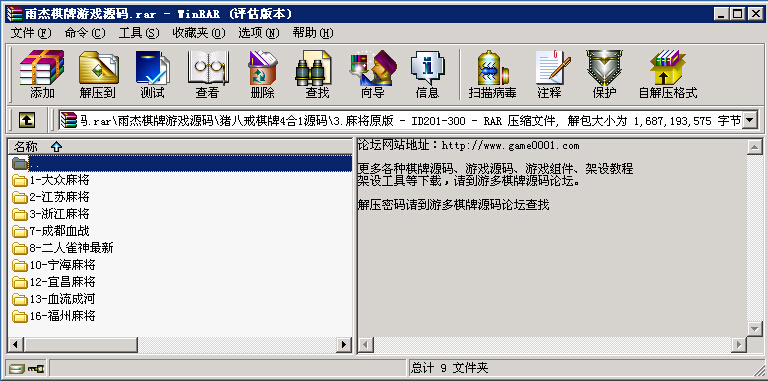 雨杰棋牌游戏源码.rar - WinRAR (评估版本)
文件(F) 命令(C) 工具(S) 收藏夹(O) 选项(N) 帮助(H)
添加 解压到 测试 查看 删除 查找 向导 信息 扫描病毒 注释 保护 自解压格式
.rar\雨杰棋牌游戏源码\猪八戒棋牌4合1源码\3.麻将原版 - ID201-300 - RAR 压缩文件, 解包大小为 1,687,193,575 字节
名称
..
1-大众麻将
2-江苏麻将
3-浙江麻将
7-成都血战
8-二人雀神最新
10-宁海麻将
12-宜昌麻将
13-血流成河
16-福州麻将
论坛网站地址：http://www.game0001.com
更多各种棋牌源码、游戏源码、游戏组件、架设教程
架设工具等下载，请到游多棋牌源码论坛。
解压密码请到游多棋牌源码论坛查找
总计 9 文件夹